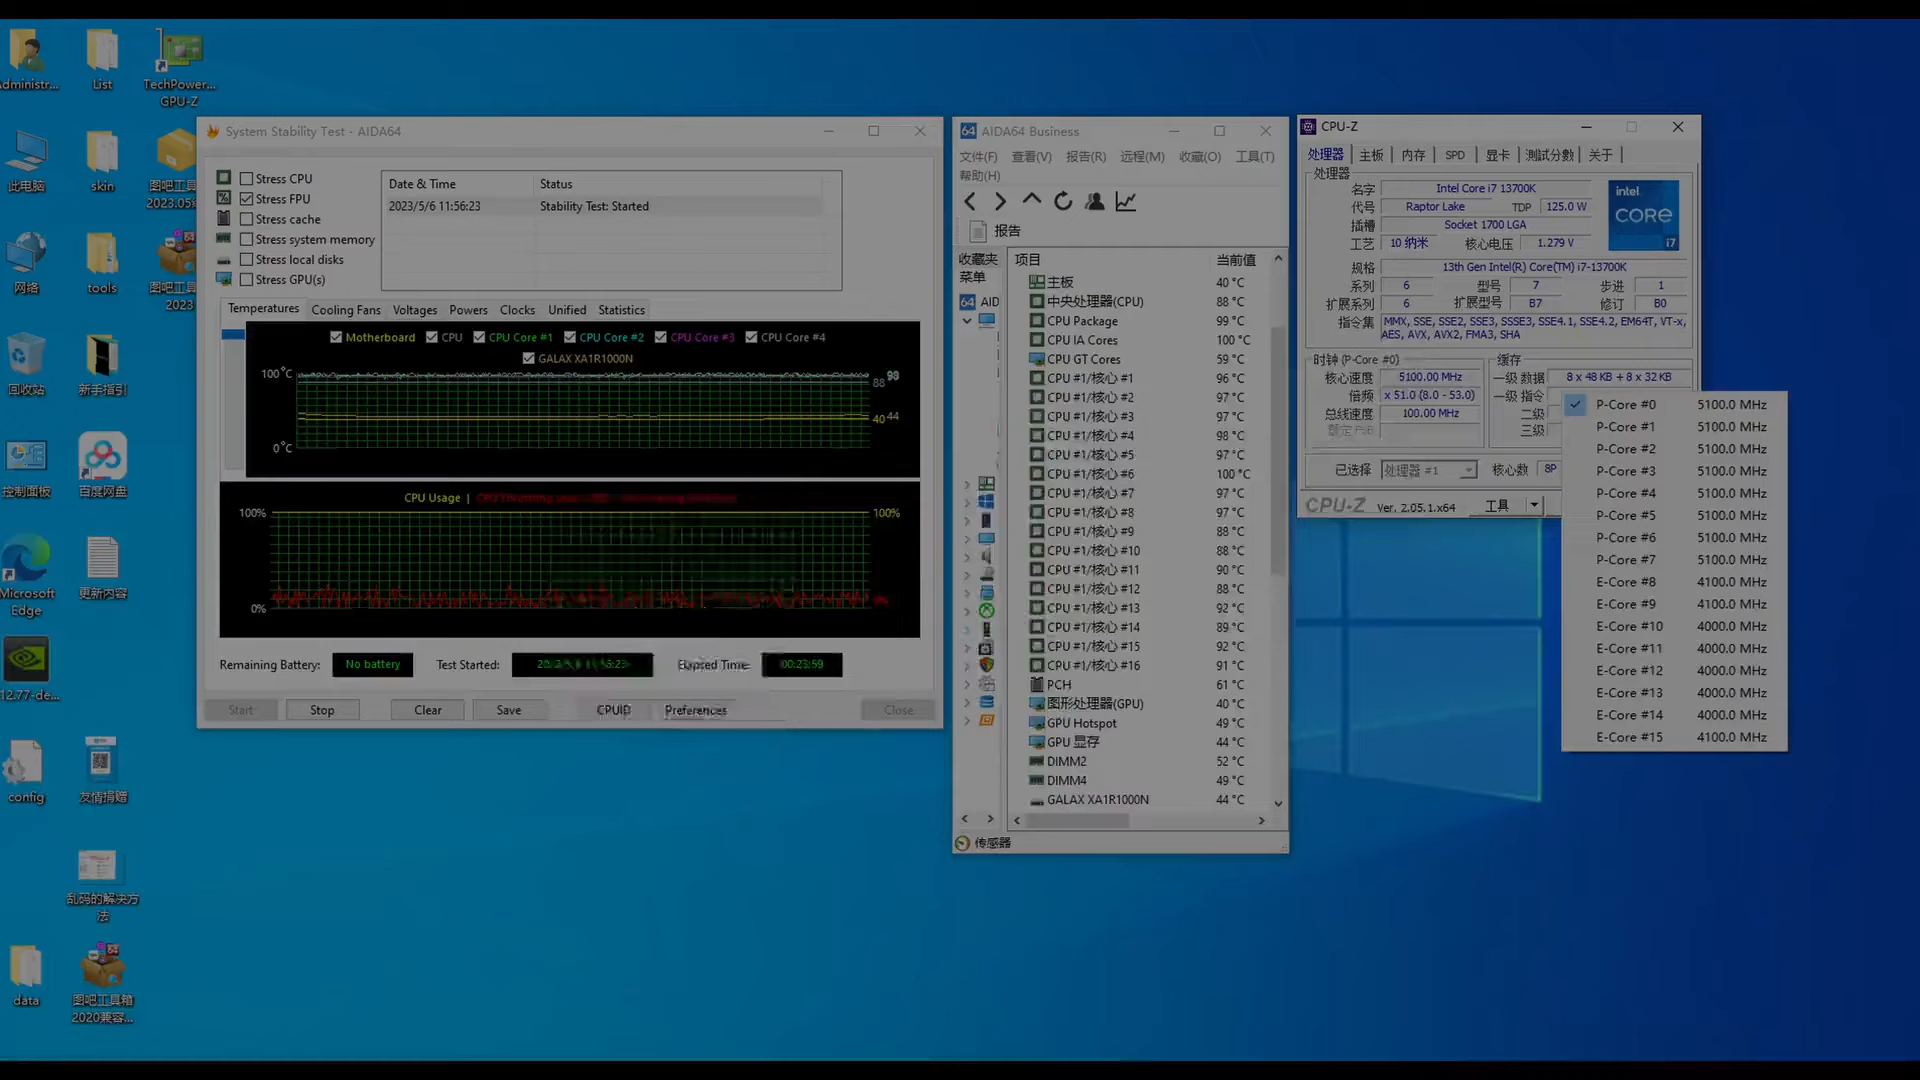 Administr...
List
TechPower...
GPU-Z
此电脑
skin
图吧工具
2023.05
网络
tools
图吧工具
2023
回收站
新手指引
控制面板
百度网盘
Microsoft
Edge
更新内容
12.77-de...
config
友情捐赠
乱码的解决方
法
data
图吧工具箱
2020兼容...
System Stability Test - AIDA64
Stress CPU
Stress FPU
Stress cache
Stress system memory
Stress local disks
Stress GPU(s)
Date & Time Status
2023/5/6 11:56:23 Stability Test: Started
Temperatures Cooling Fans Voltages Powers Clocks Unified Statistics
Motherboard CPU CPU Core #1 CPU Core #2 CPU Core #3 CPU Core #4
GALAX XA1R1000N
100°C
98
88
40 44
0°C
CPU Usage |
100% 100%
0%
Remaining Battery: No battery Test Started: Elapsed Time: 00:23:59
Start Stop Clear Save CPUID Preferences Close
64 AIDA64 Business
文件(F) 查看(V) 报告(R) 远程(M) 收藏(O) 工具(T)
帮助(H)
报告
收藏夹
菜单
64 AID
项目 当前值
主板 40 °C
中央处理器(CPU) 88 °C
CPU Package 99 °C
CPU IA Cores 100 °C
CPU GT Cores 59 °C
CPU #1/核心 #1 96 °C
CPU #1/核心 #2 97 °C
CPU #1/核心 #3 97 °C
CPU #1/核心 #4 98 °C
CPU #1/核心 #5 97 °C
CPU #1/核心 #6 100 °C
CPU #1/核心 #7 97 °C
CPU #1/核心 #8 97 °C
CPU #1/核心 #9 88 °C
CPU #1/核心 #10 88 °C
CPU #1/核心 #11 90 °C
CPU #1/核心 #12 88 °C
CPU #1/核心 #13 92 °C
CPU #1/核心 #14 89 °C
CPU #1/核心 #15 92 °C
CPU #1/核心 #16 91 °C
PCH 61 °C
图形处理器(GPU) 40 °C
GPU Hotspot 49 °C
GPU 显存 44 °C
DIMM2 52 °C
DIMM4 49 °C
GALAX XA1R1000N 44 °C
传感器
CPU-Z
处理器 主板 内存 SPD 显卡 測試分數 关于
处理器
名字 Intel Core i7 13700K
代号 Raptor Lake TDP 125.0 W
插槽 Socket 1700 LGA
工艺 10 纳米 核心电压 1.279 V
intel
CORE
i7
规格 13th Gen Intel(R) Core(TM) i7-13700K
系列 6 型号 7 步进 1
扩展系列 6 扩展型号 B7 修订 B0
指令集 MMX, SSE, SSE2, SSE3, SSSE3, SSE4.1, SSE4.2, EM64T, VT-x,
AES, AVX, AVX2, FMA3, SHA
时钟 (P-Core #0)
核心速度 5100.00 MHz
倍频 x 51.0 (8.0 - 53.0)
总线速度 100.00 MHz
缓存
一级 数据 8 x 48 KB + 8 x 32 KB
一级 指令
二级
三级
已选择 处理器 #1 核心数 8P
CPU-Z Ver. 2.05.1.x64 工具
P-Core #0 5100.0 MHz
P-Core #1 5100.0 MHz
P-Core #2 5100.0 MHz
P-Core #3 5100.0 MHz
P-Core #4 5100.0 MHz
P-Core #5 5100.0 MHz
P-Core #6 5100.0 MHz
P-Core #7 5100.0 MHz
E-Core #8 4100.0 MHz
E-Core #9 4100.0 MHz
E-Core #10 4000.0 MHz
E-Core #11 4000.0 MHz
E-Core #12 4000.0 MHz
E-Core #13 4000.0 MHz
E-Core #14 4000.0 MHz
E-Core #15 4100.0 MHz